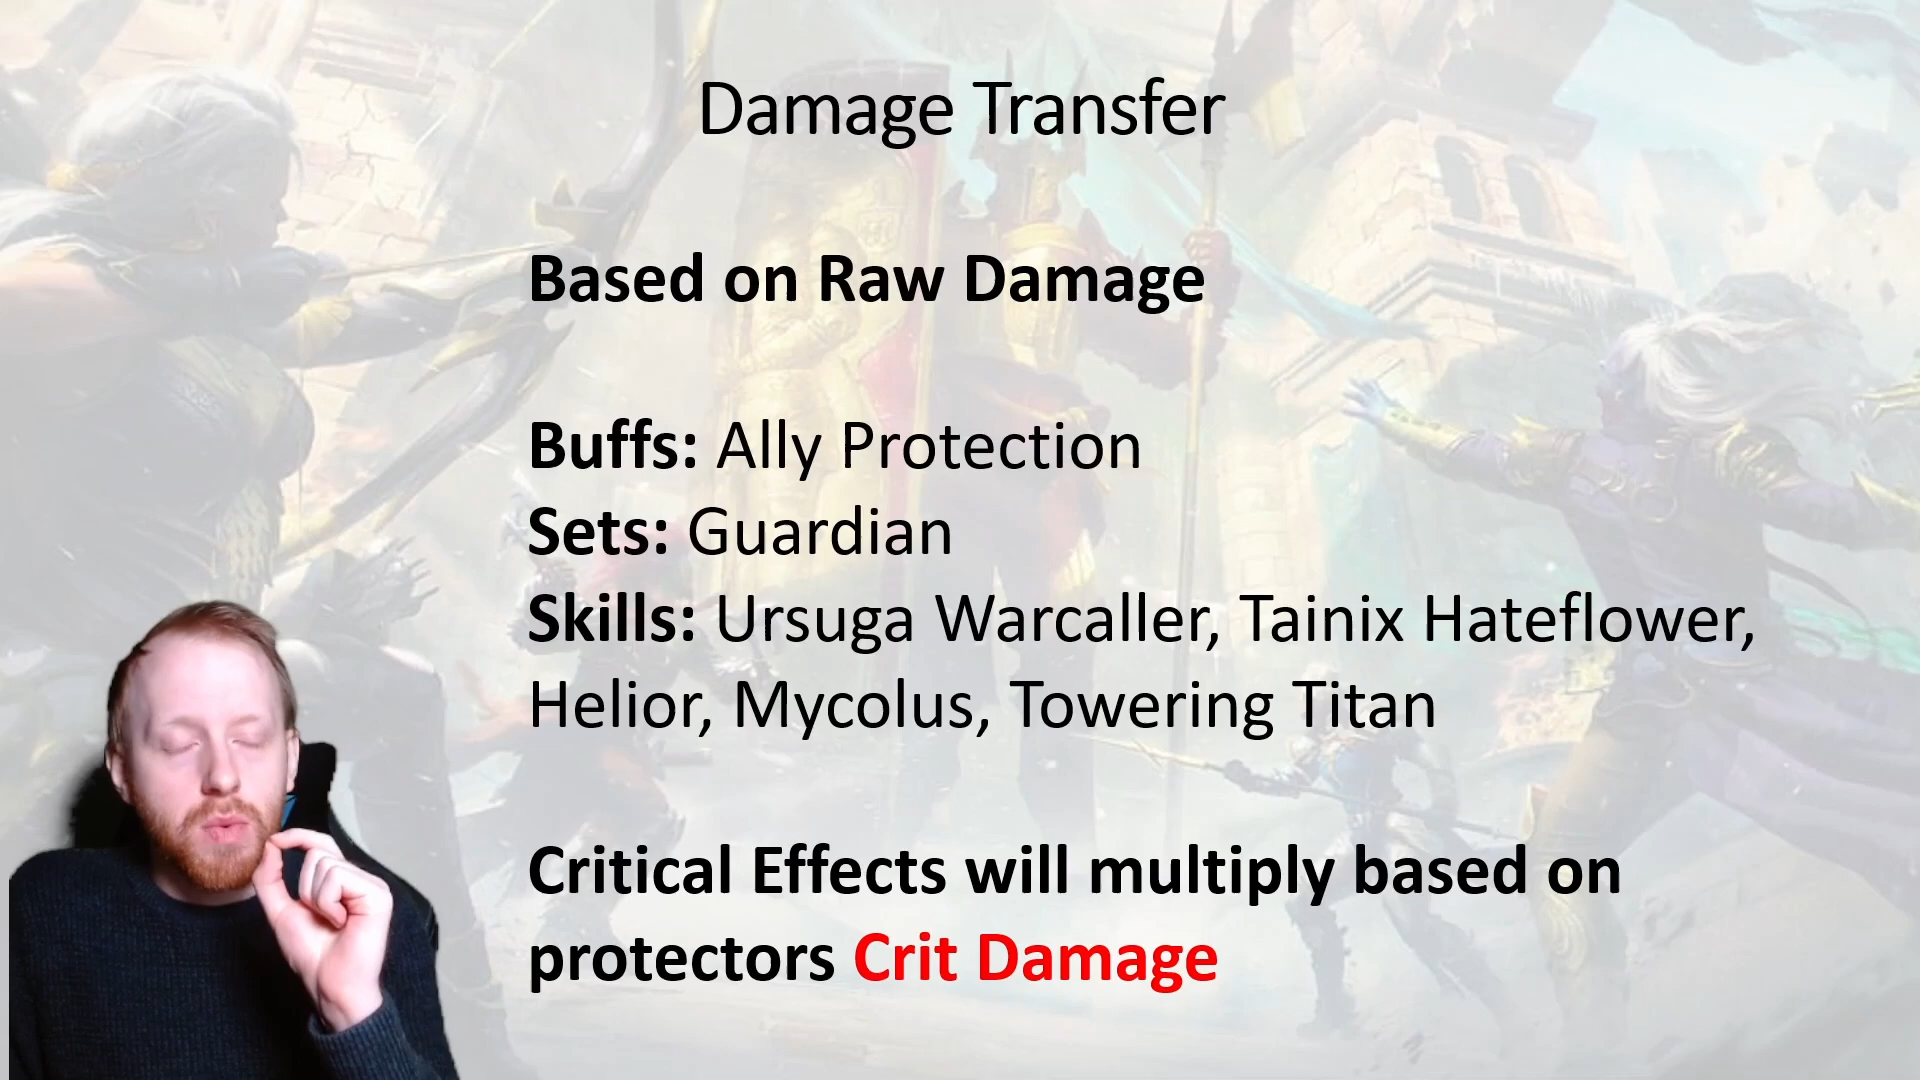 Damage Transfer
Based on Raw Damage
Buffs: Ally Protection
Sets: Guardian
Skills: Ursuga Warcaller, Tainix Hateflower,
Helior, Mycolus, Towering Titan
Critical Effects will multiply based on
protectors Crit Damage